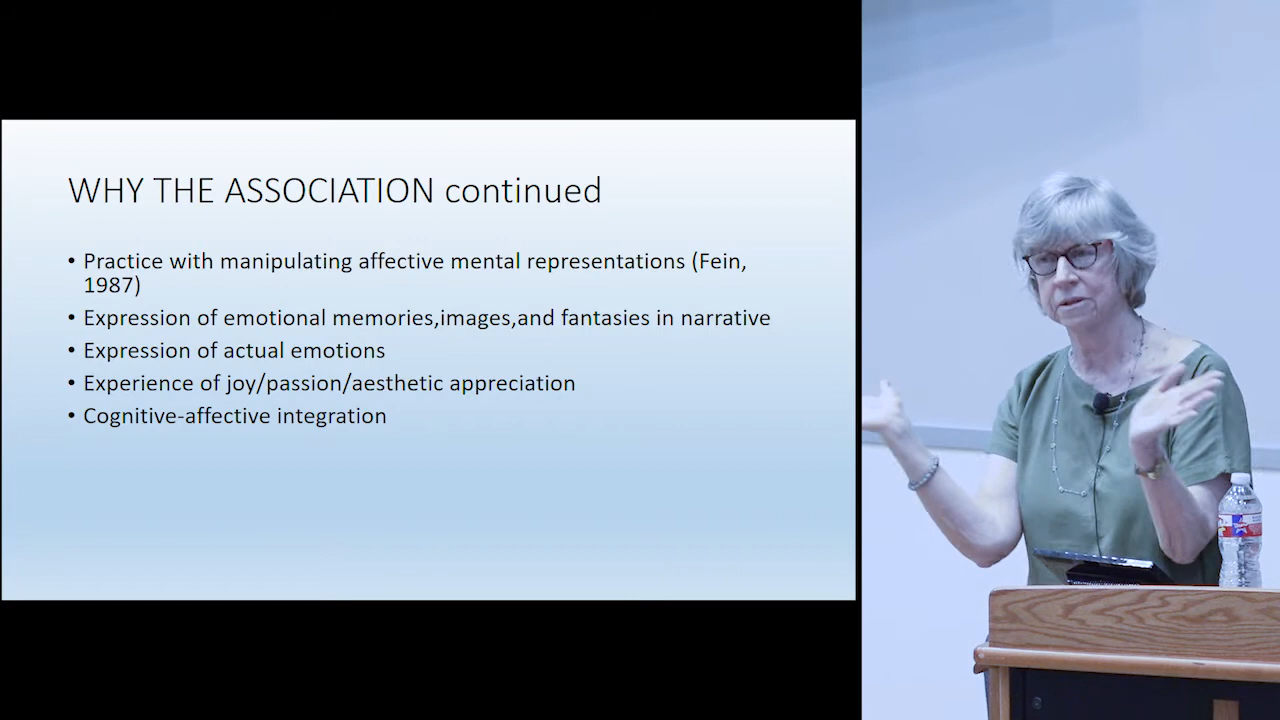 WHY THE ASSOCIATION continued
• Practice with manipulating affective mental representations (Fein,
1987)
• Expression of emotional memories,images,and fantasies in narrative
• Expression of actual emotions
• Experience of joy/passion/aesthetic appreciation
• Cognitive-affective integration